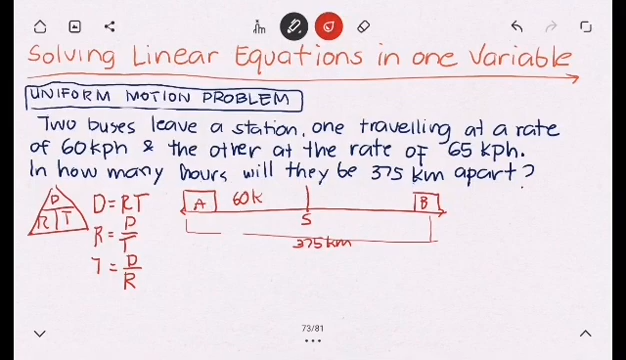 Solving Linear Equations in one Variable
UNIFORM MOTION PROBLEM
Two buses leave a station, one travelling at a rate
of 60kph & the other at the rate of 65 kph.
In how many hours will they be 375 km apart?
D
R T
D = RT
R = D/T
T = D/R
A 60k B
S
375km
73/81